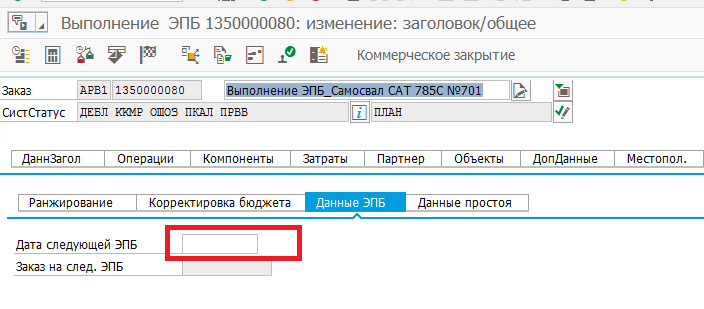 Выполнение ЭПБ 1350000080: изменение: заголовок/общее
Коммерческое закрытие
Заказ АРВ1 1350000080 Выполнение ЭПБ_Самосвал CAT 785C №701
СистСтатус ДЕБЛ ККМР ОШОЗ ПКАЛ ПРВВ i ПЛАН
ДаннЗагол Операции Компоненты Затраты Партнер Объекты ДопДанные Местопол.
Ранжирование Корректировка бюджета Данные ЭПБ Данные простоя
Дата следующей ЭПБ
Заказ на след. ЭПБ